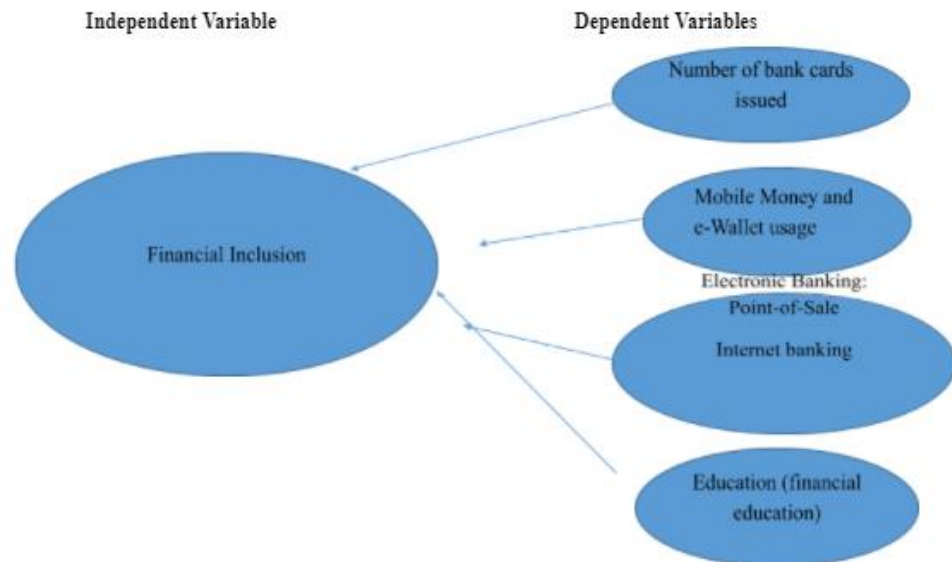 Independent Variable
Dependent Variables
Number of bank cards
issued
Mobile Money and
e-Wallet usage
Financial Inclusion
Electronic Banking:
Point-of-Sale
Internet banking
Education (financial
education)